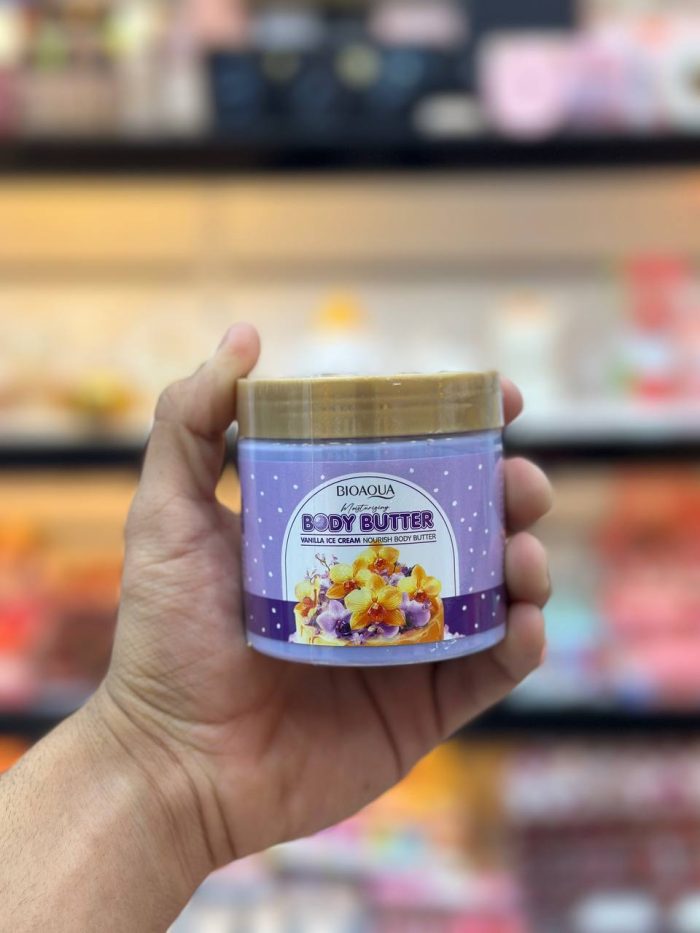 BIOAQUA
Moisturizing
BODY BUTTER
VANILLA ICE CREAM NOURISH BODY BUTTER